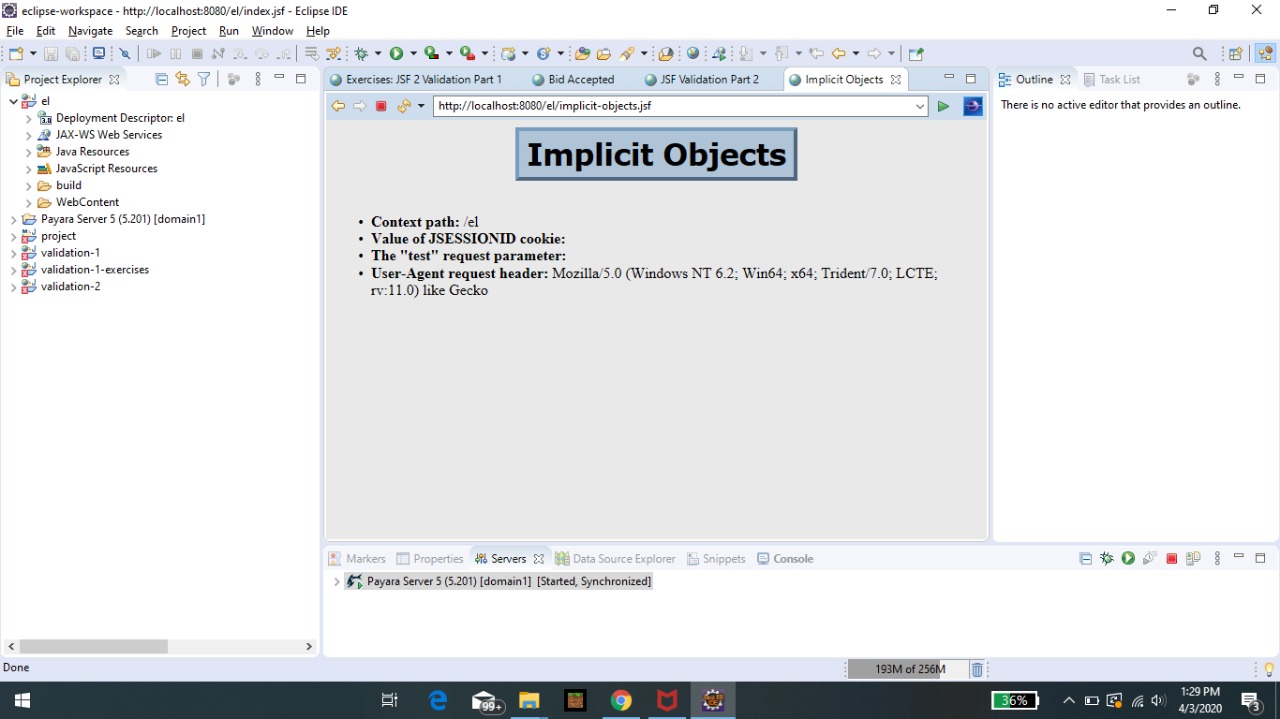 eclipse-workspace - http://localhost:8080/el/index.jsf - Eclipse IDE
File Edit Navigate Search Project Run Window Help
Project Explorer
el
3.0 Deployment Descriptor: el
JAX-WS Web Services
Java Resources
JavaScript Resources
build
WebContent
Payara Server 5 (5.201) [domain1]
project
validation-1
validation-1-exercises
validation-2
Exercises: JSF 2 Validation Part 1 Bid Accepted JSF Validation Part 2 Implicit Objects
http://localhost:8080/el/implicit-objects.jsf
Implicit Objects
• Context path: /el
• Value of JSESSIONID cookie:
• The "test" request parameter:
• User-Agent request header: Mozilla/5.0 (Windows NT 6.2; Win64; x64; Trident/7.0; LCTE;
rv:11.0) like Gecko
Outline Task List
There is no active editor that provides an outline.
Markers Properties Servers Data Source Explorer Snippets Console
Payara Server 5 (5.201) [domain1] [Started, Synchronized]
Done
193M of 256M
99+
36%
1:29 PM
4/3/2020
3